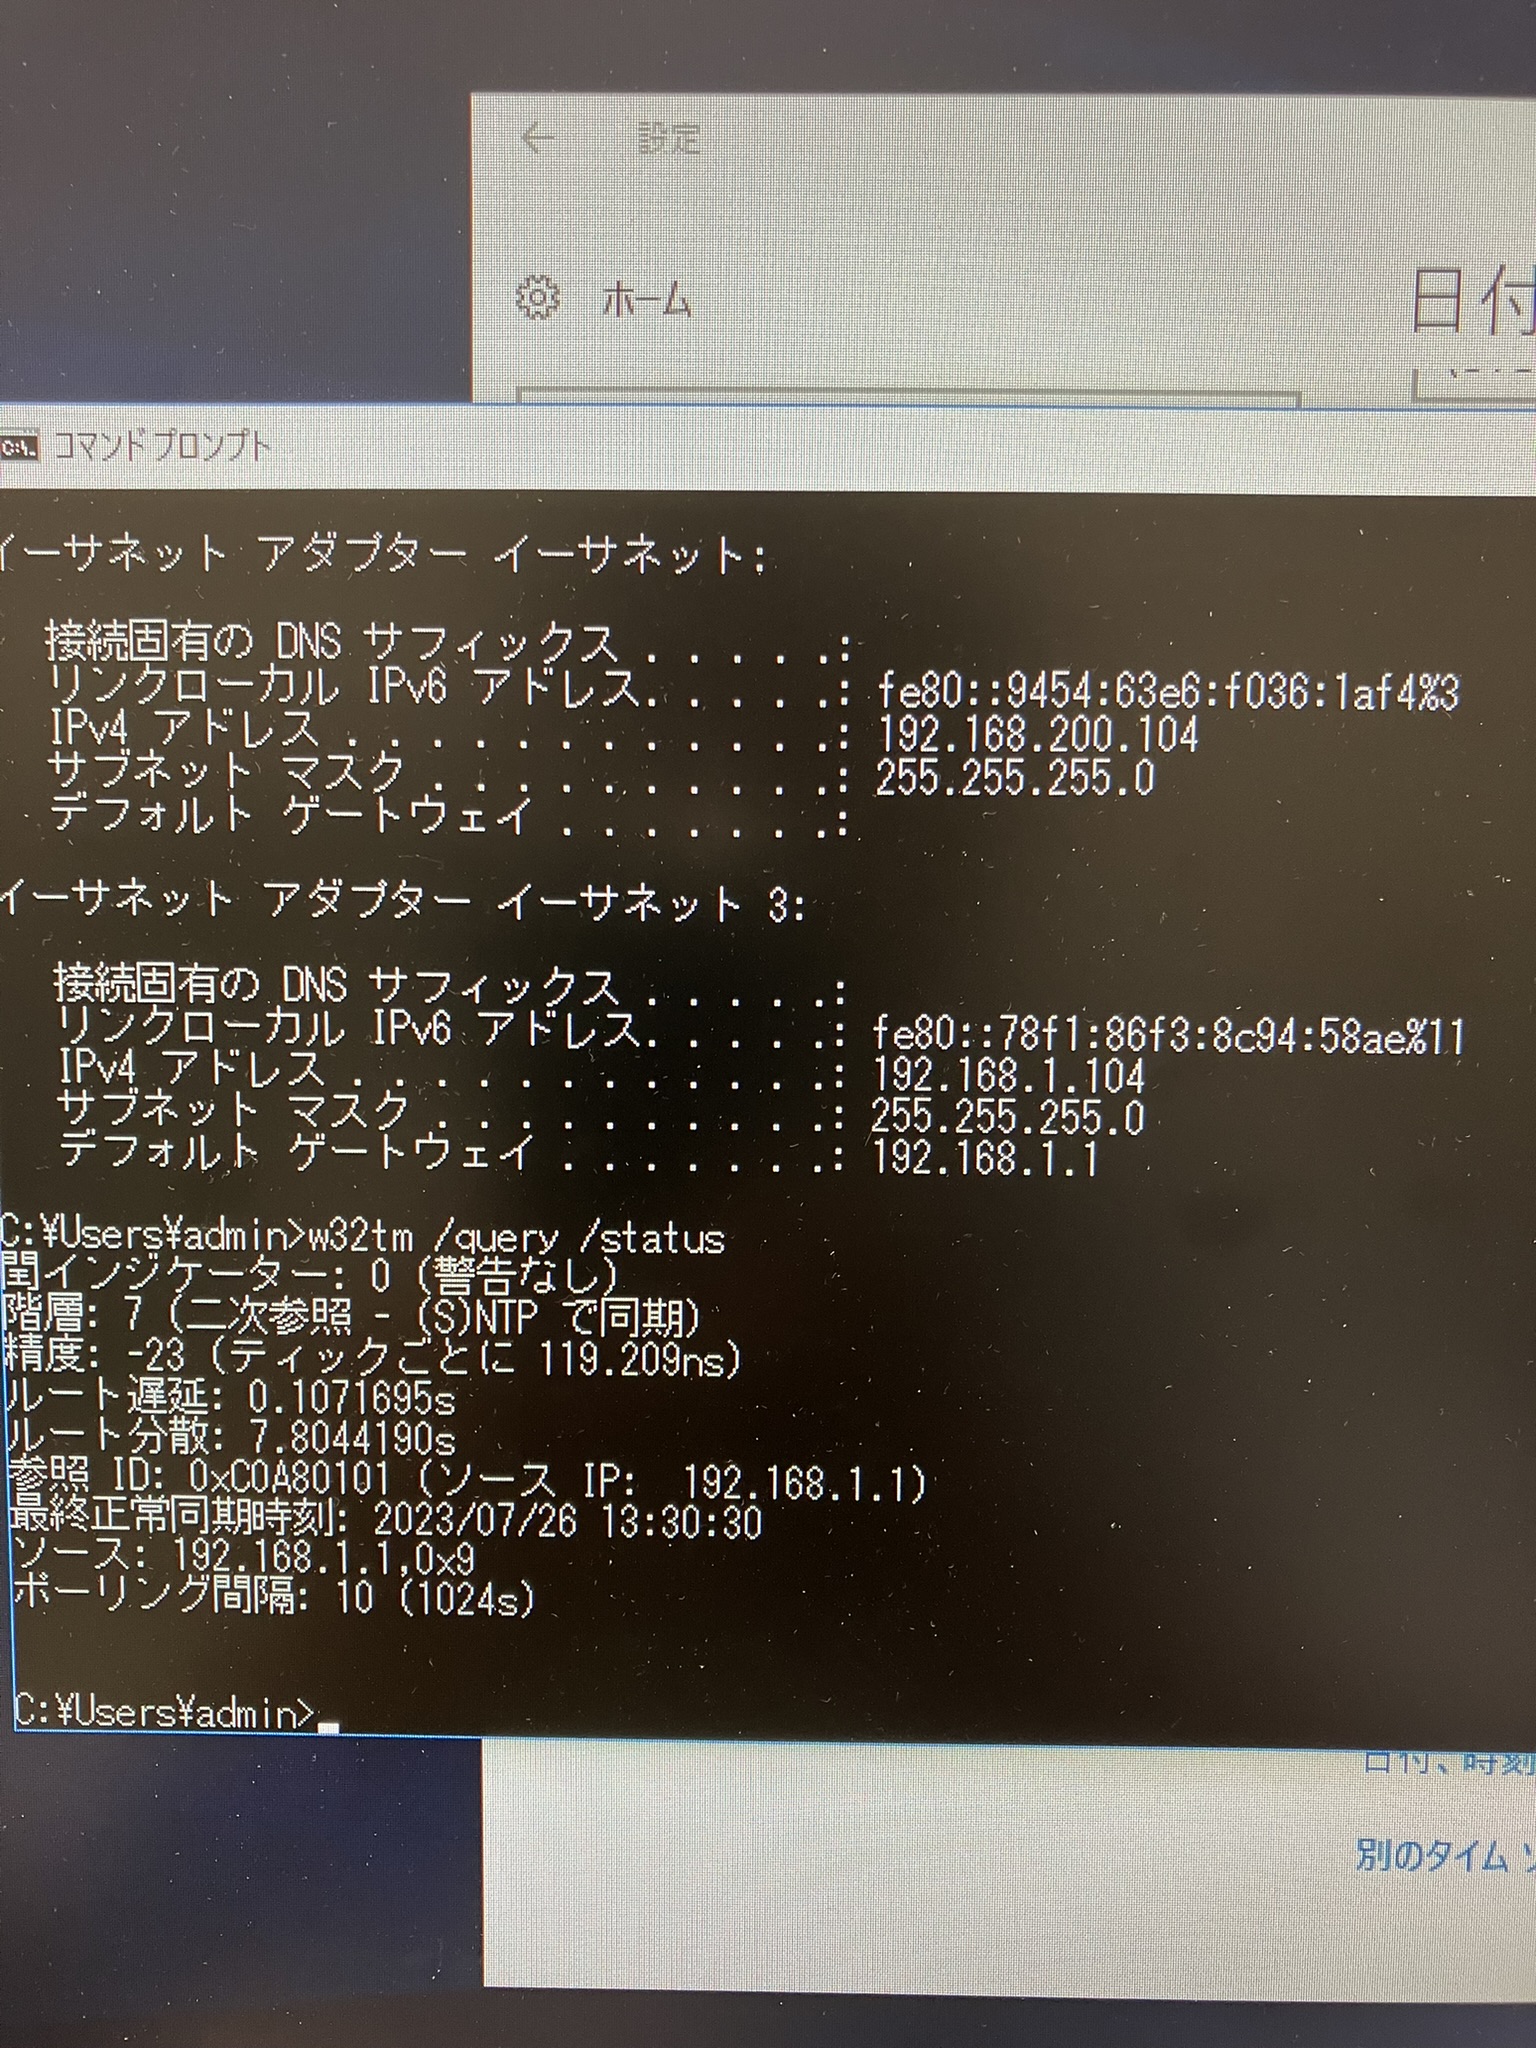 設定
ホーム
日付
コマンド プロンプト
イーサネット アダプター イーサネット:
接続固有の DNS サフィックス . . . . .:
リンクローカル IPv6 アドレス. . . . .: fe80::9454:63e6:f036:1af4%3
IPv4 アドレス . . . . . . . . . . . .: 192.168.200.104
サブネット マスク . . . . . . . . . .: 255.255.255.0
デフォルト ゲートウェイ . . . . . . .:
イーサネット アダプター イーサネット 3:
接続固有の DNS サフィックス . . . . .:
リンクローカル IPv6 アドレス. . . . .: fe80::78f1:86f3:8c94:58ae%11
IPv4 アドレス . . . . . . . . . . . .: 192.168.1.104
サブネット マスク . . . . . . . . . .: 255.255.255.0
デフォルト ゲートウェイ . . . . . . .: 192.168.1.1
C:¥Users¥admin>w32tm /query /status
閏インジケーター: 0 (警告なし)
階層: 7 (二次参照 - (S)NTP で同期)
精度: -23 (ティックごとに 119.209ns)
ルート遅延: 0.1071695s
ルート分散: 7.8044190s
参照 ID: 0xC0A80101 (ソース IP:  192.168.1.1)
最終正常同期時刻: 2023/07/26 13:30:30
ソース: 192.168.1.1,0x9
ポーリング間隔: 10 (1024s)
C:¥Users¥admin>
日付、時刻
別のタイム ゾ